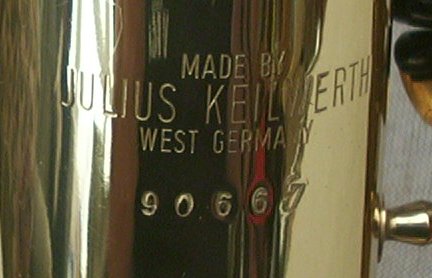 MADE BY
JULIUS KEILWERTH
WEST GERMANY
90667